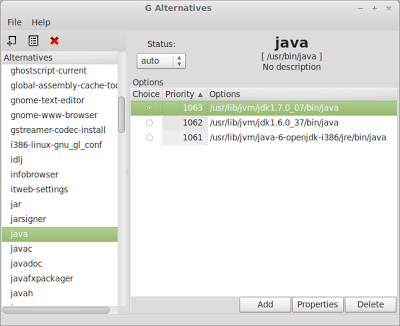 G Alternatives
File Help
Alternatives
ghostscript-current
global-assembly-cache-too
gnome-text-editor
gnome-www-browser
gstreamer-codec-install
i386-linux-gnu_gl_conf
idlj
infobrowser
itweb-settings
jar
jarsigner
java
javac
javadoc
javafxpackager
javah
Status:
auto
java
[ /usr/bin/java ]
No description
Options
Choice Priority Options
1063 /usr/lib/jvm/jdk1.7.0_07/bin/java
1062 /usr/lib/jvm/jdk1.6.0_37/bin/java
1061 /usr/lib/jvm/java-6-openjdk-i386/jre/bin/java
Add Properties Delete